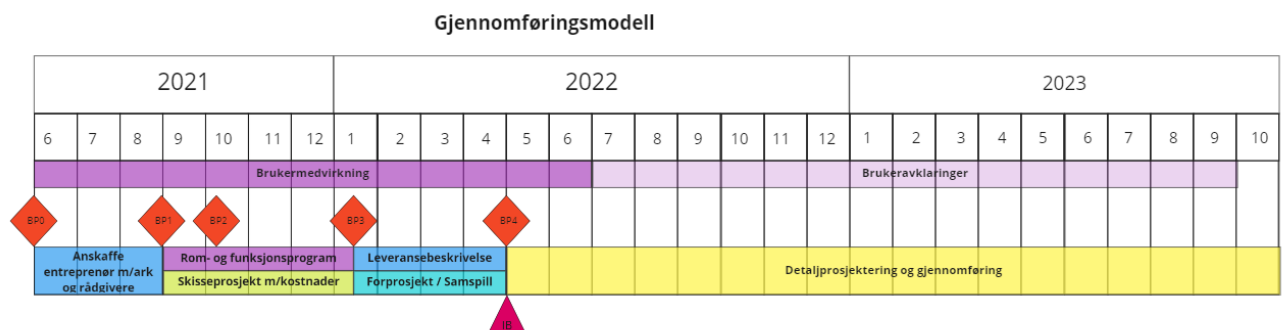 Gjennomføringsmodell
2021 2022 2023
6 7 8 9 10 11 12 1 2 3 4 5 6 7 8 9 10 11 12 1 2 3 4 5 6 7 8 9 10
Brukermedvirkning Brukeravklaringer
BP0 BP1 BP2 BP3 BP4
Anskaffe
entreprenør m/ark
og rådgivere
Rom- og funksjonsprogram
Skisseprosjekt m/kostnader
Leveransebeskrivelse
Forprosjekt / Samspill
Detaljprosjektering og gjennomføring
IB